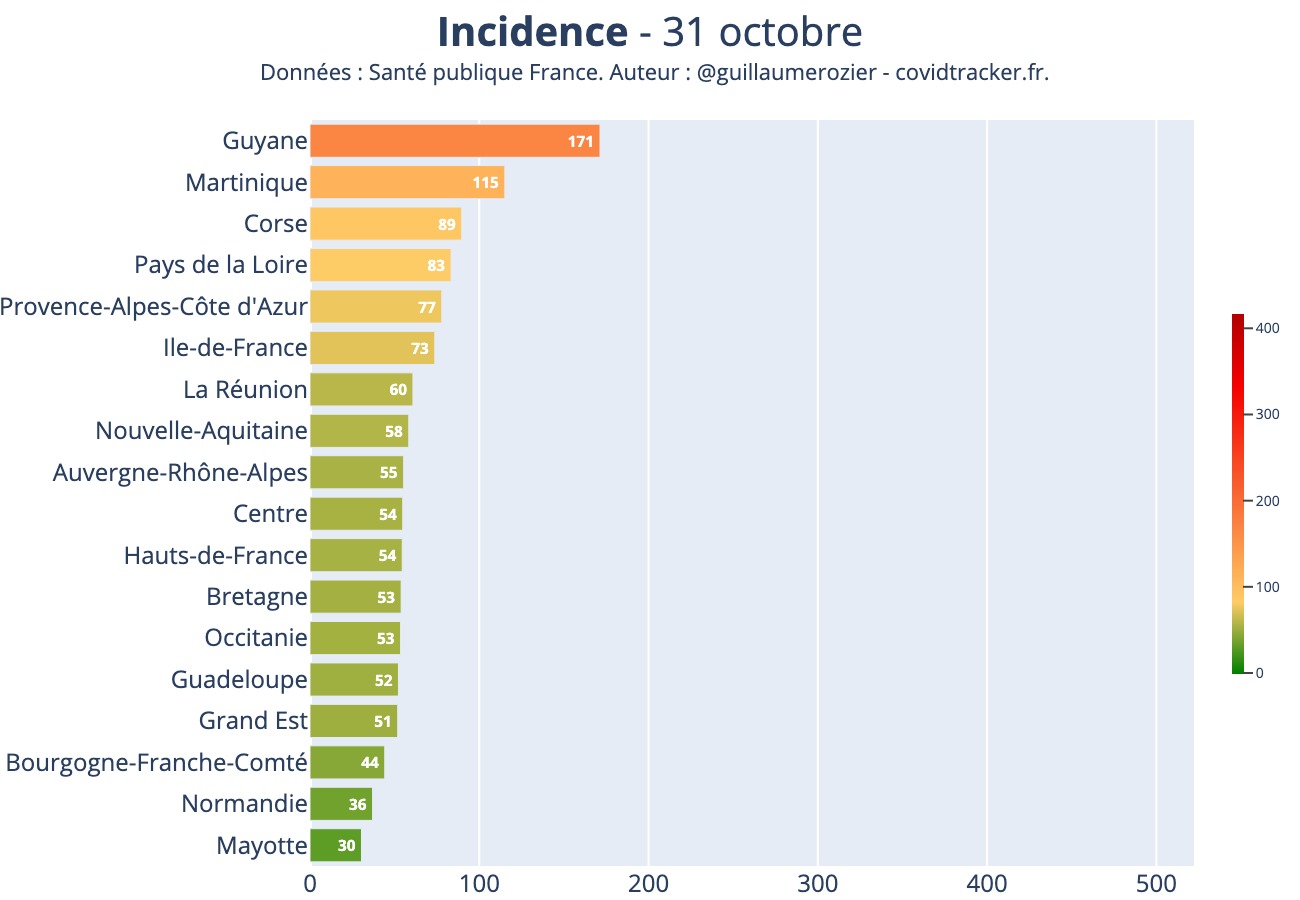 Incidence - 31 octobre
Données : Santé publique France. Auteur : @guillaumerozier - covidtracker.fr.
Guyane 171
Martinique 115
Corse 89
Pays de la Loire 83
Provence-Alpes-Côte d'Azur 77
Ile-de-France 73
La Réunion 60
Nouvelle-Aquitaine 58
Auvergne-Rhône-Alpes 55
Centre 54
Hauts-de-France 54
Bretagne 53
Occitanie 53
Guadeloupe 52
Grand Est 51
Bourgogne-Franche-Comté 44
Normandie 36
Mayotte 30
0 100 200 300 400 500
400
300
200
100
0